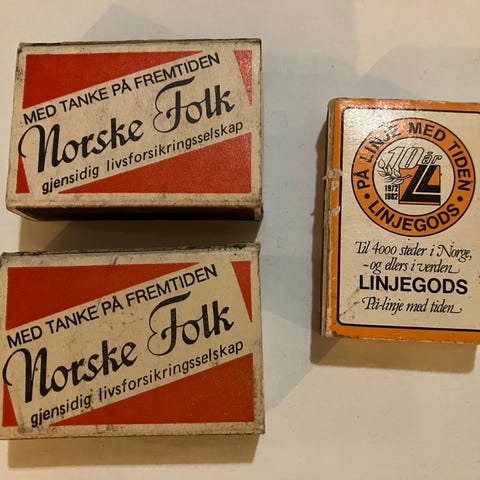 MED TANKE PÅ FREMTIDEN
Norske Folk
gjensidig livsforsikringsselskap
MED TANKE PÅ FREMTIDEN
Norske Folk
gjensidig livsforsikringsselskap
PÅ LINJE MED TIDEN
10 år
1972
1982
• LINJEGODS •
Til 4000 steder i Norge,
-og ellers i verden
LINJEGODS
På linje med tiden